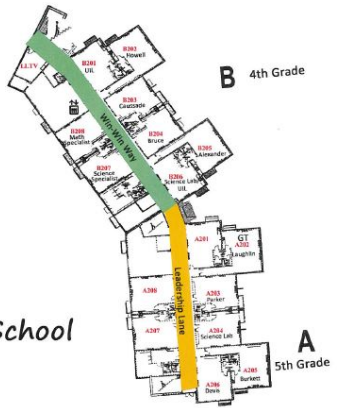 LLTV
B201
UIL
B202
Howell
B
4th Grade
B203
Caussade
B208
Math
Specialist
B204
Bruce
Win-Win Way
B205
Alexander
B207
Science
Specialist
B206
Science Lab
UIL
A201
GT
A202
Laughlin
Leadership Lane
A208
A203
Parker
School
A207
A204
Science Lab
A
5th Grade
A205
Burkett
A206
Davis